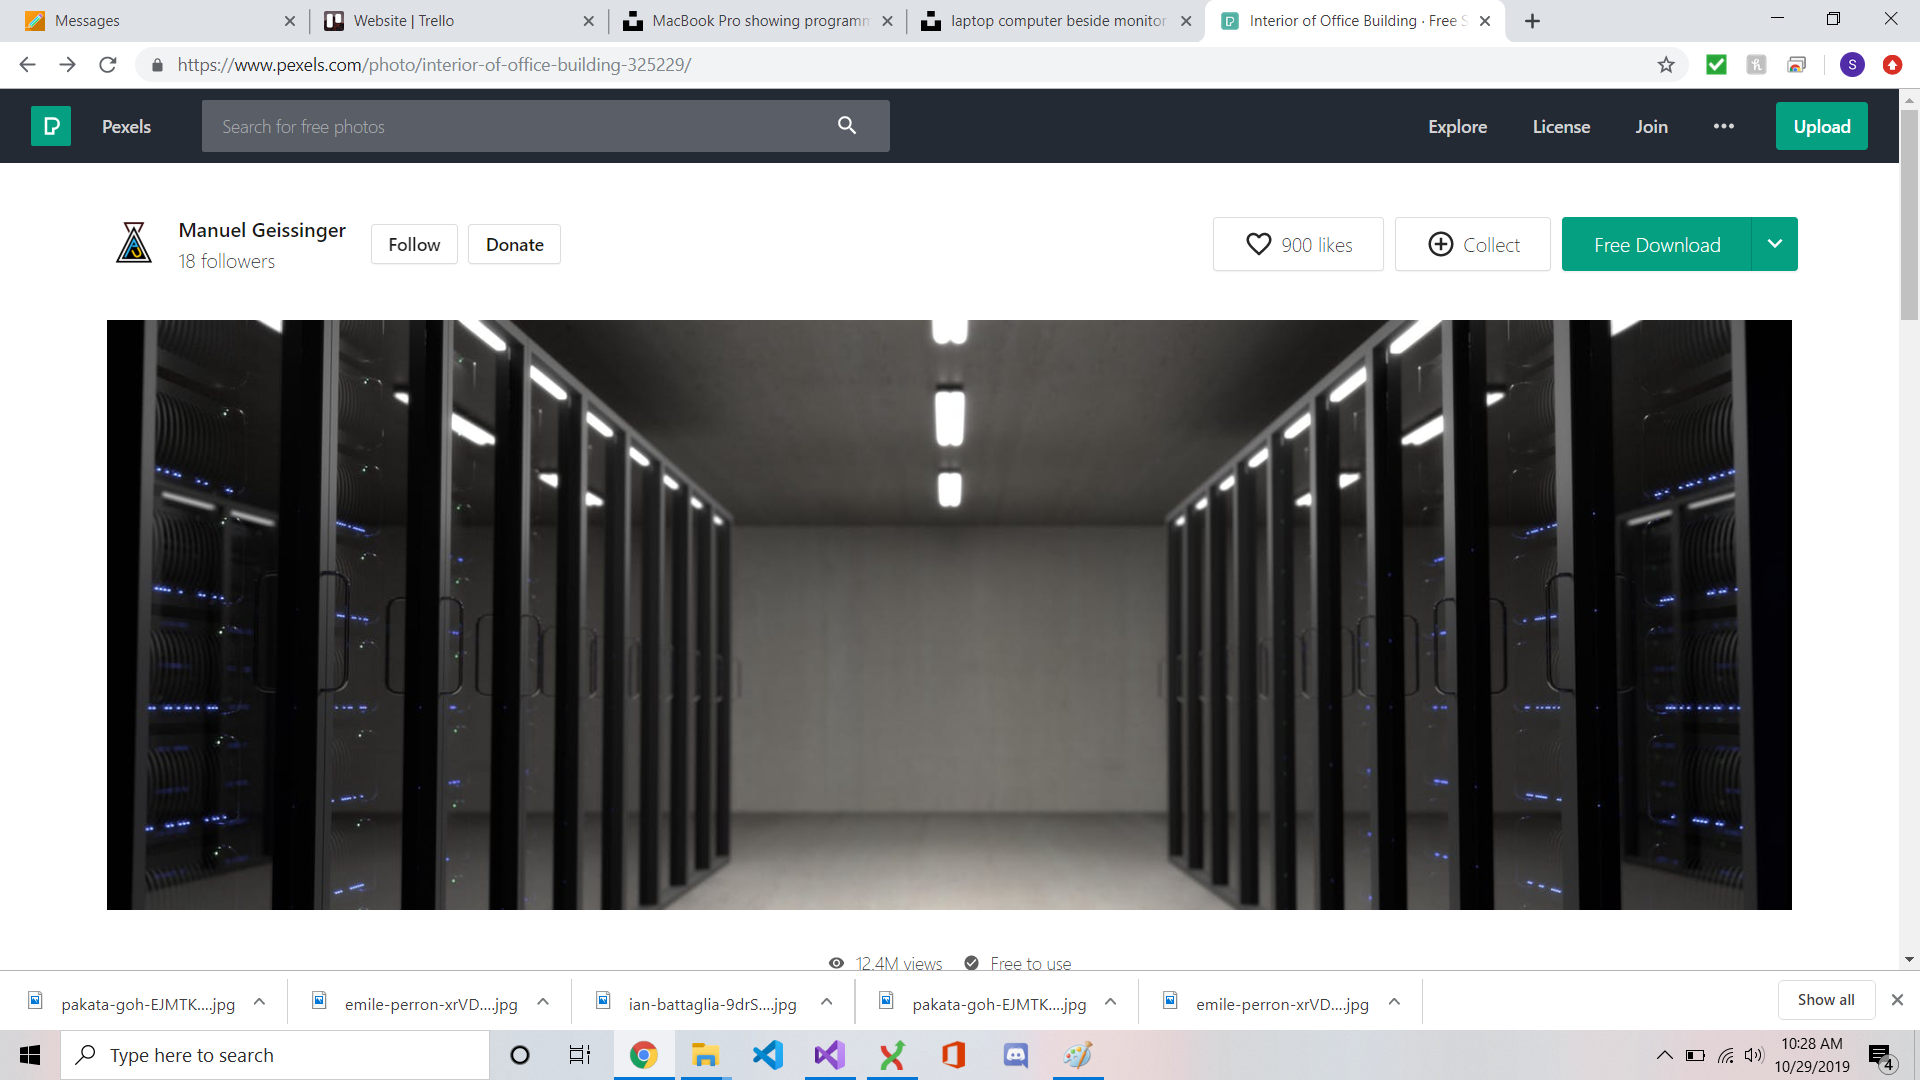 Messages
Website | Trello
MacBook Pro showing programm
laptop computer beside monitor
Interior of Office Building · Free S
https://www.pexels.com/photo/interior-of-office-building-325229/
S
Pexels
Search for free photos
Explore
License
Join
Upload
Manuel Geissinger
18 followers
Follow
Donate
900 likes
Collect
Free Download
12.4M views
Free to use
pakata-goh-EJMTK....jpg
emile-perron-xrVD....jpg
ian-battaglia-9drS....jpg
pakata-goh-EJMTK....jpg
emile-perron-xrVD....jpg
Show all
Type here to search
10:28 AM
10/29/2019
4